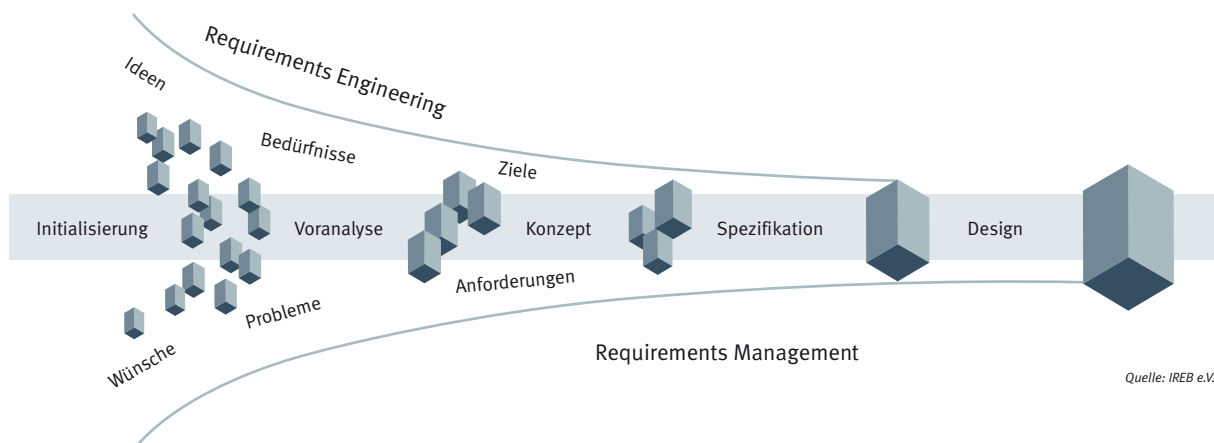 Requirements Engineering
Ideen
Bedürfnisse
Ziele
Initialisierung
Voranalyse
Konzept
Spezifikation
Design
Anforderungen
Probleme
Wünsche
Requirements Management
Quelle: IREB e.V.